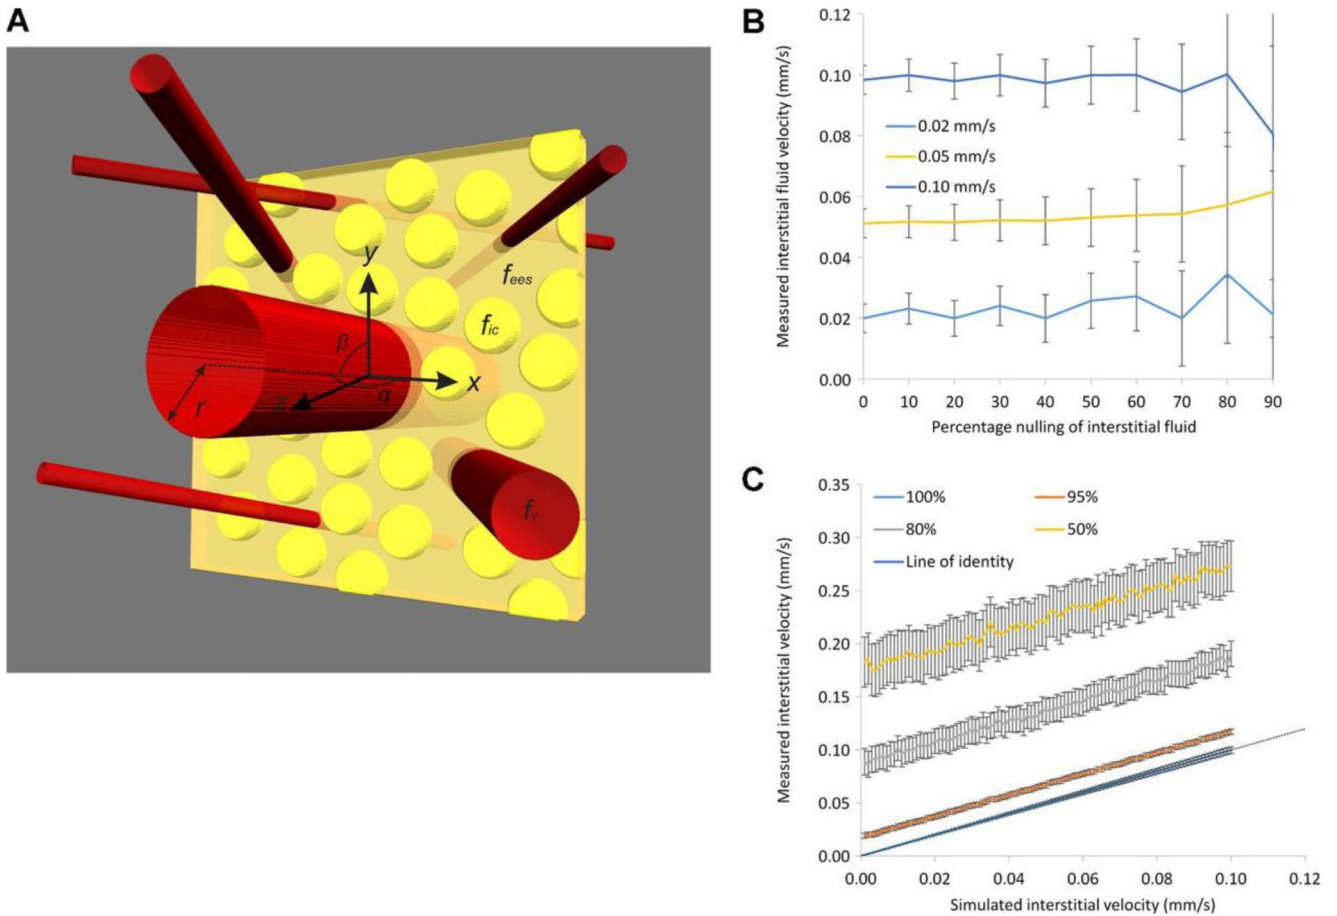 A
y
f_ees
f_ic
β
x
z
α
r
f_v
B
Measured interstitial fluid velocity (mm/s)
0.12
0.10
0.08
0.06
0.04
0.02
0.00
0.02 mm/s
0.05 mm/s
0.10 mm/s
0 10 20 30 40 50 60 70 80 90
Percentage nulling of interstitial fluid
C
Measured interstitial velocity (mm/s)
0.35
0.30
0.25
0.20
0.15
0.10
0.05
0.00
100% 95%
80% 50%
Line of identity
0.00 0.02 0.04 0.06 0.08 0.10 0.12
Simulated interstitial velocity (mm/s)